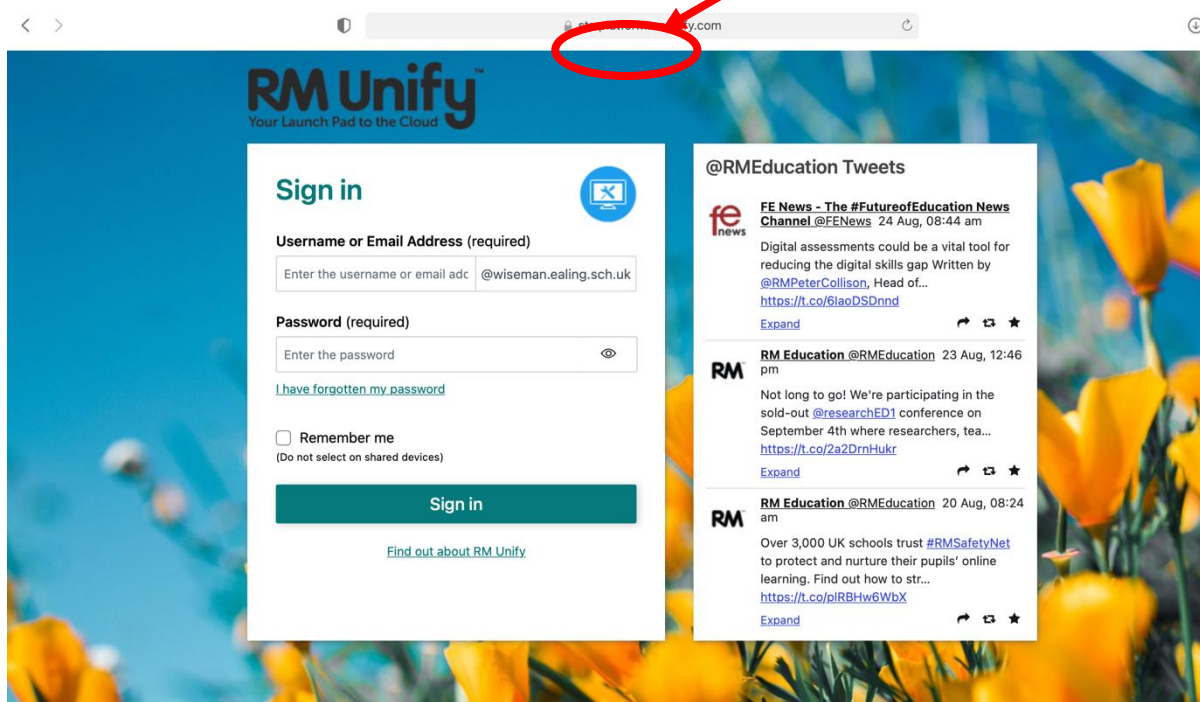 RM Unify™
Your Launch Pad to the Cloud
Sign in
Username or Email Address (required)
Enter the username or email adc
@wiseman.ealing.sch.uk
Password (required)
Enter the password
I have forgotten my password
Remember me
(Do not select on shared devices)
Sign in
Find out about RM Unify
@RMEducation Tweets
fe news
FE News - The #FutureofEducation News
Channel @FENews 24 Aug, 08:44 am
Digital assessments could be a vital tool for
reducing the digital skills gap Written by
@RMPeterCollison, Head of...
https://t.co/6IaoDSDnnd
Expand
RM
RM Education @RMEducation 23 Aug, 12:46
pm
Not long to go! We're participating in the
sold-out @researchED1 conference on
September 4th where researchers, tea...
https://t.co/2a2DrnHukr
Expand
RM
RM Education @RMEducation 20 Aug, 08:24
am
Over 3,000 UK schools trust #RMSafetyNet
to protect and nurture their pupils' online
learning. Find out how to str...
https://t.co/plRBHw6WbX
Expand